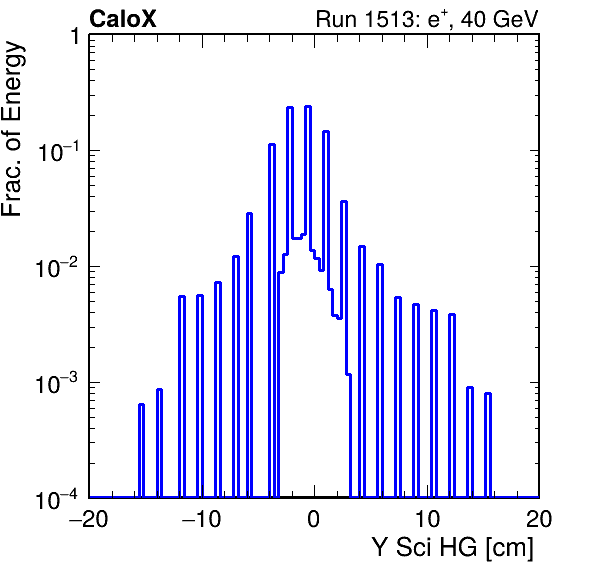 CaloX Run 1513: e⁺, 40 GeV
Frac. of Energy
1
10⁻¹
10⁻²
10⁻³
10⁻⁴
−20 −10 0 10 20
Y Sci HG [cm]